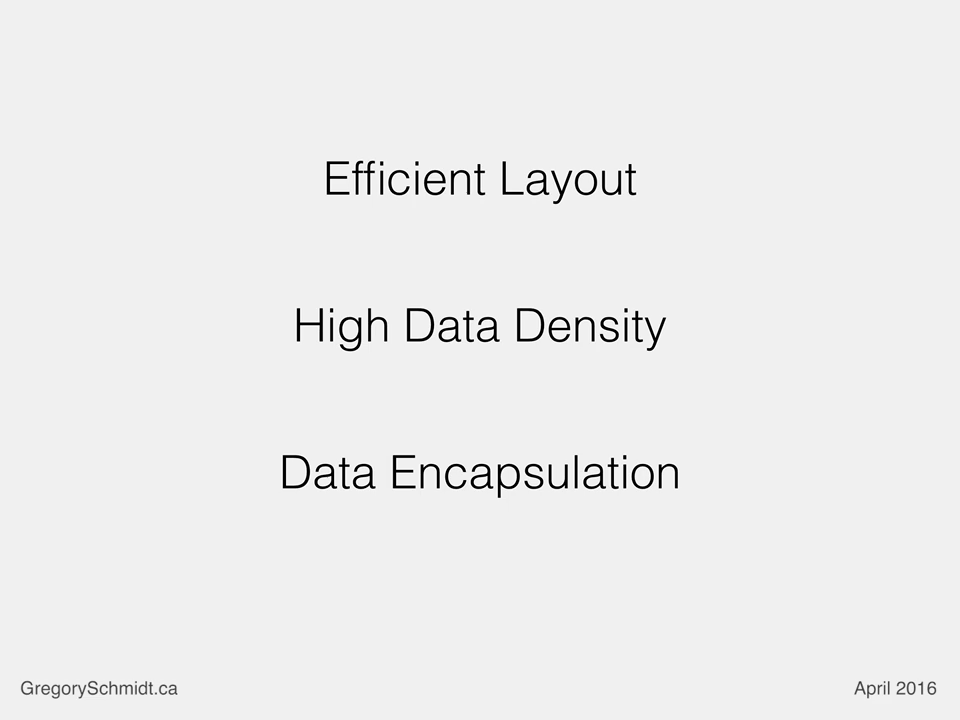 Efficient Layout
High Data Density
Data Encapsulation
GregorySchmidt.ca
April 2016